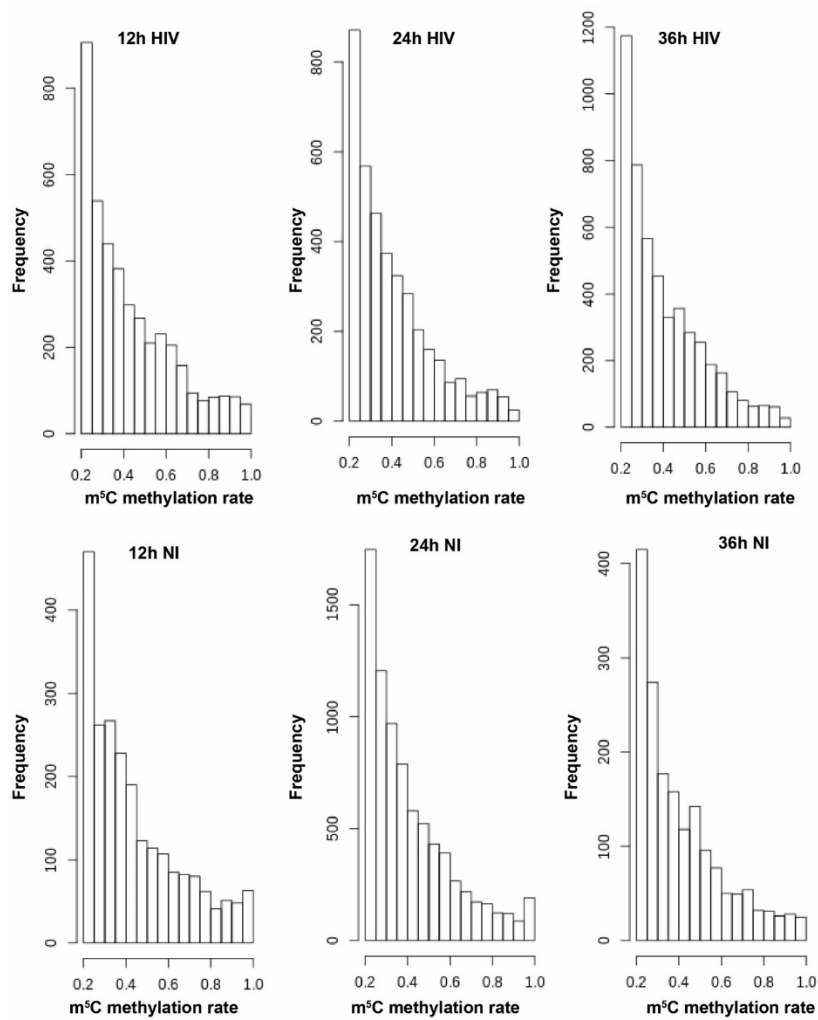 12h HIV
Frequency
0 200 400 600 800
0.2 0.4 0.6 0.8 1.0
m⁵C methylation rate
24h HIV
Frequency
0 200 400 600 800
0.2 0.4 0.6 0.8 1.0
m⁵C methylation rate
36h HIV
Frequency
0 200 400 600 800 1000 1200
0.2 0.4 0.6 0.8 1.0
m⁵C methylation rate
12h NI
Frequency
0 100 200 300 400
0.2 0.4 0.6 0.8 1.0
m⁵C methylation rate
24h NI
Frequency
0 500 1000 1500
0.2 0.4 0.6 0.8 1.0
m⁵C methylation rate
36h NI
Frequency
0 100 200 300 400
0.2 0.4 0.6 0.8 1.0
m⁵C methylation rate